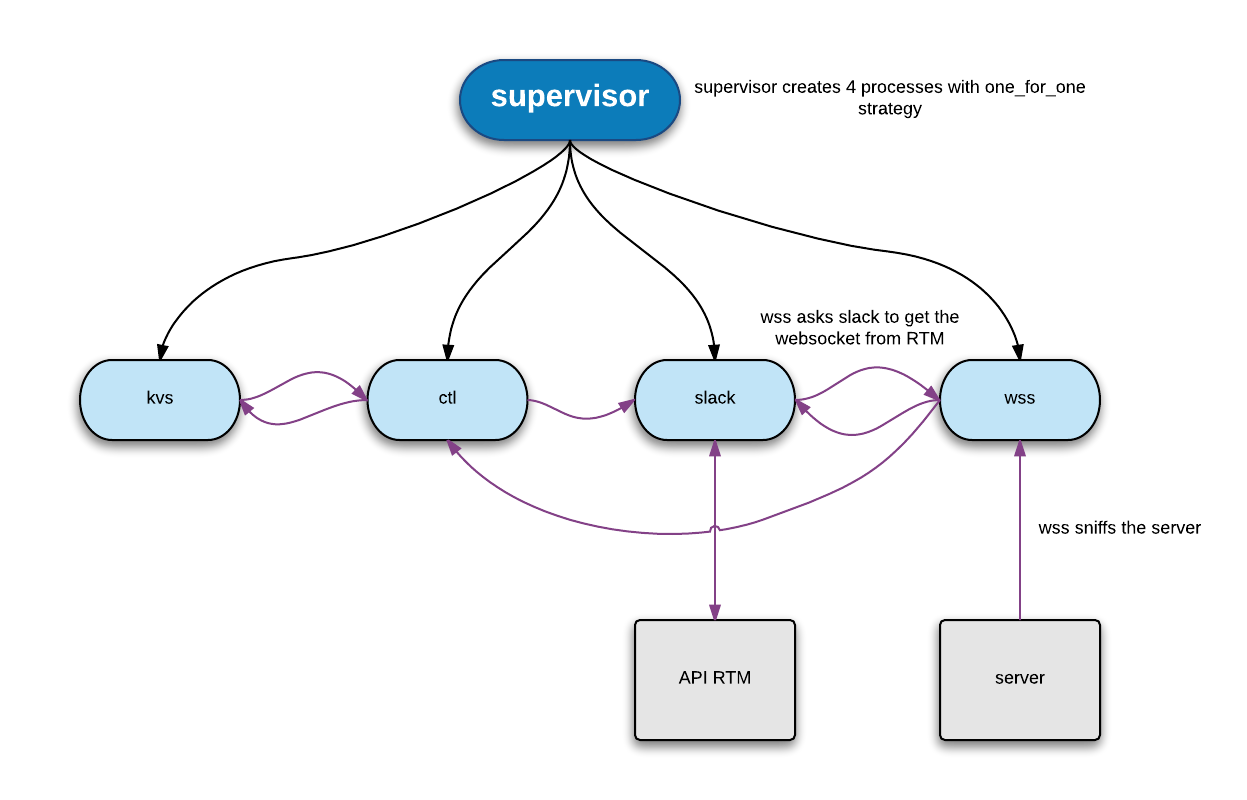 supervisor
supervisor creates 4 processes with one_for_one
strategy
wss asks slack to get the
websocket from RTM
kvs
ctl
slack
wss
wss sniffs the server
API RTM
server